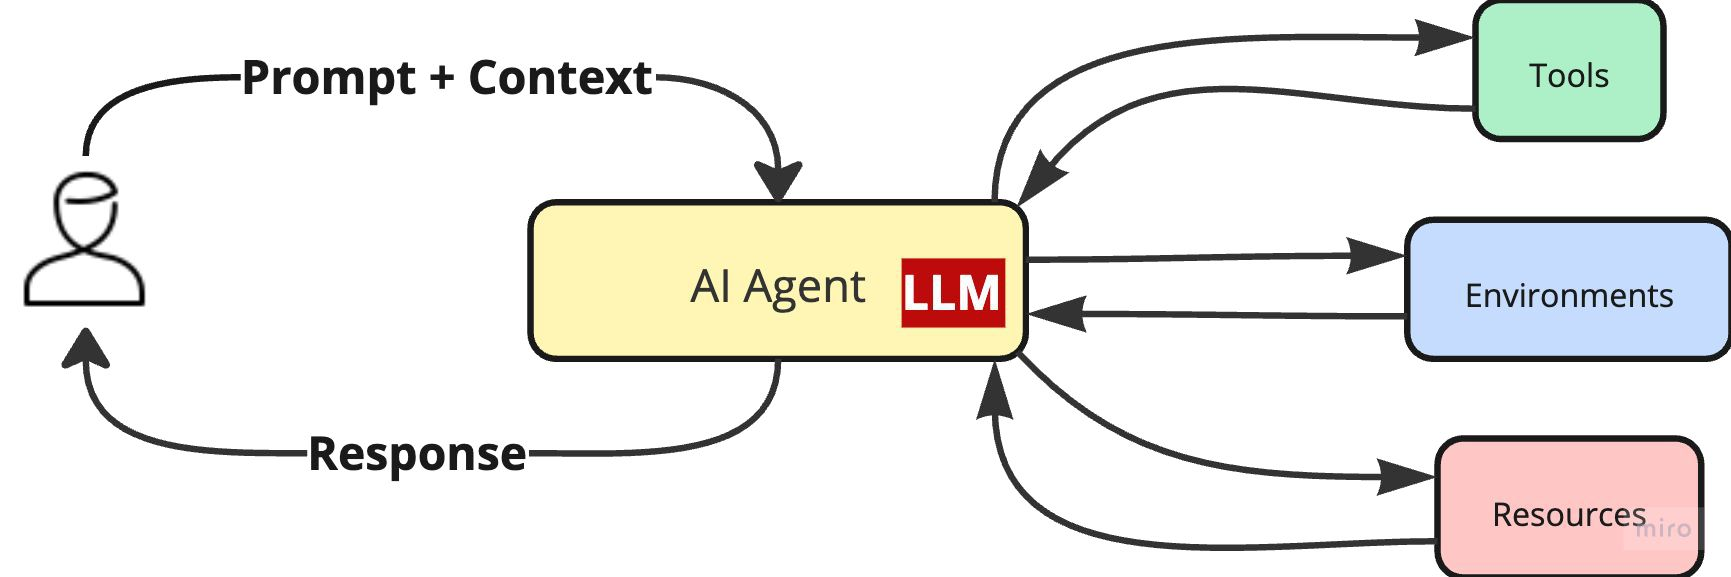 Prompt + Context
Tools
AI Agent
LLM
Environments
Response
Resources
miro